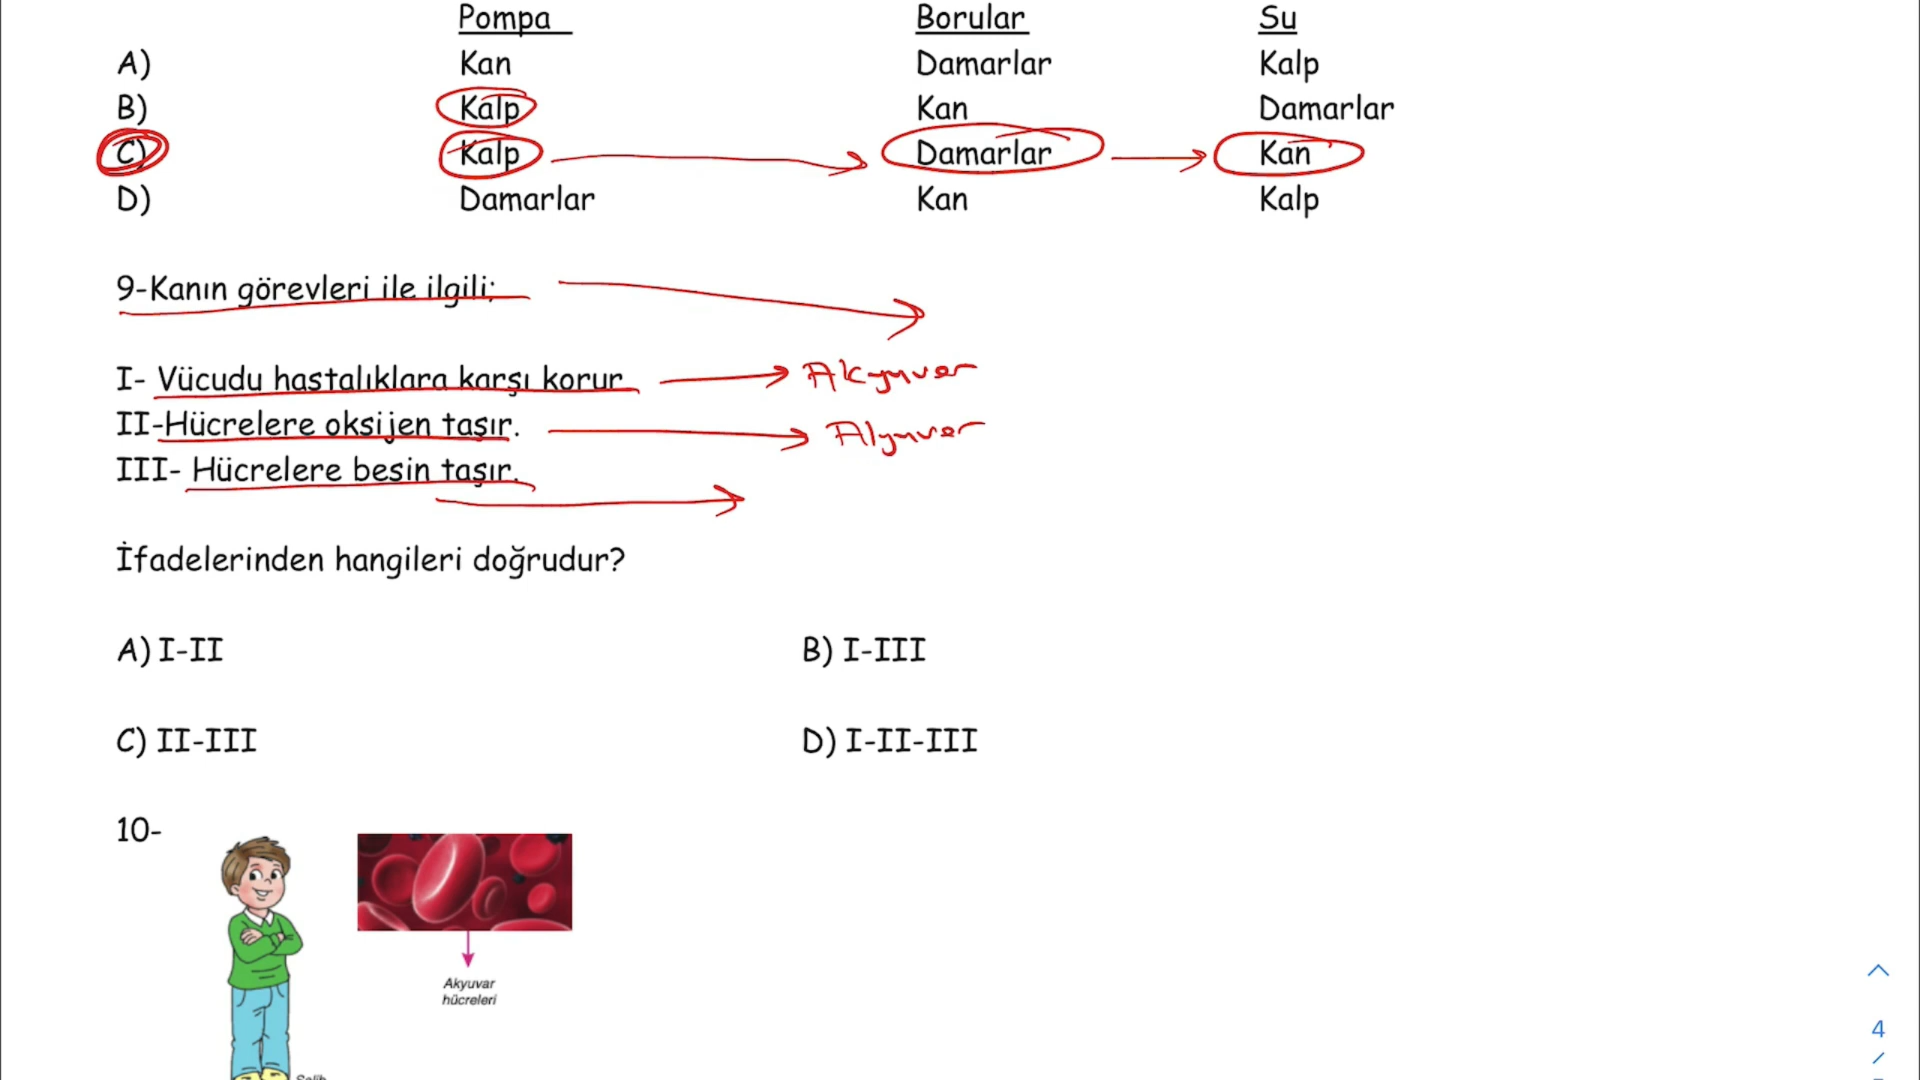 Pompa Borular Su
A) Kan Damarlar Kalp
B) Kalp Kan Damarlar
C) Kalp Damarlar Kan
D) Damarlar Kan Kalp
9-Kanın görevleri ile ilgili;
I- Vücudu hastalıklara karşı korur. Akyuvar
II-Hücrelere oksijen taşır. Alyuvar
III- Hücrelere besin taşır.
İfadelerinden hangileri doğrudur?
A) I-II B) I-III
C) II-III D) I-II-III
10-
Akyuvar
hücreleri
4
/